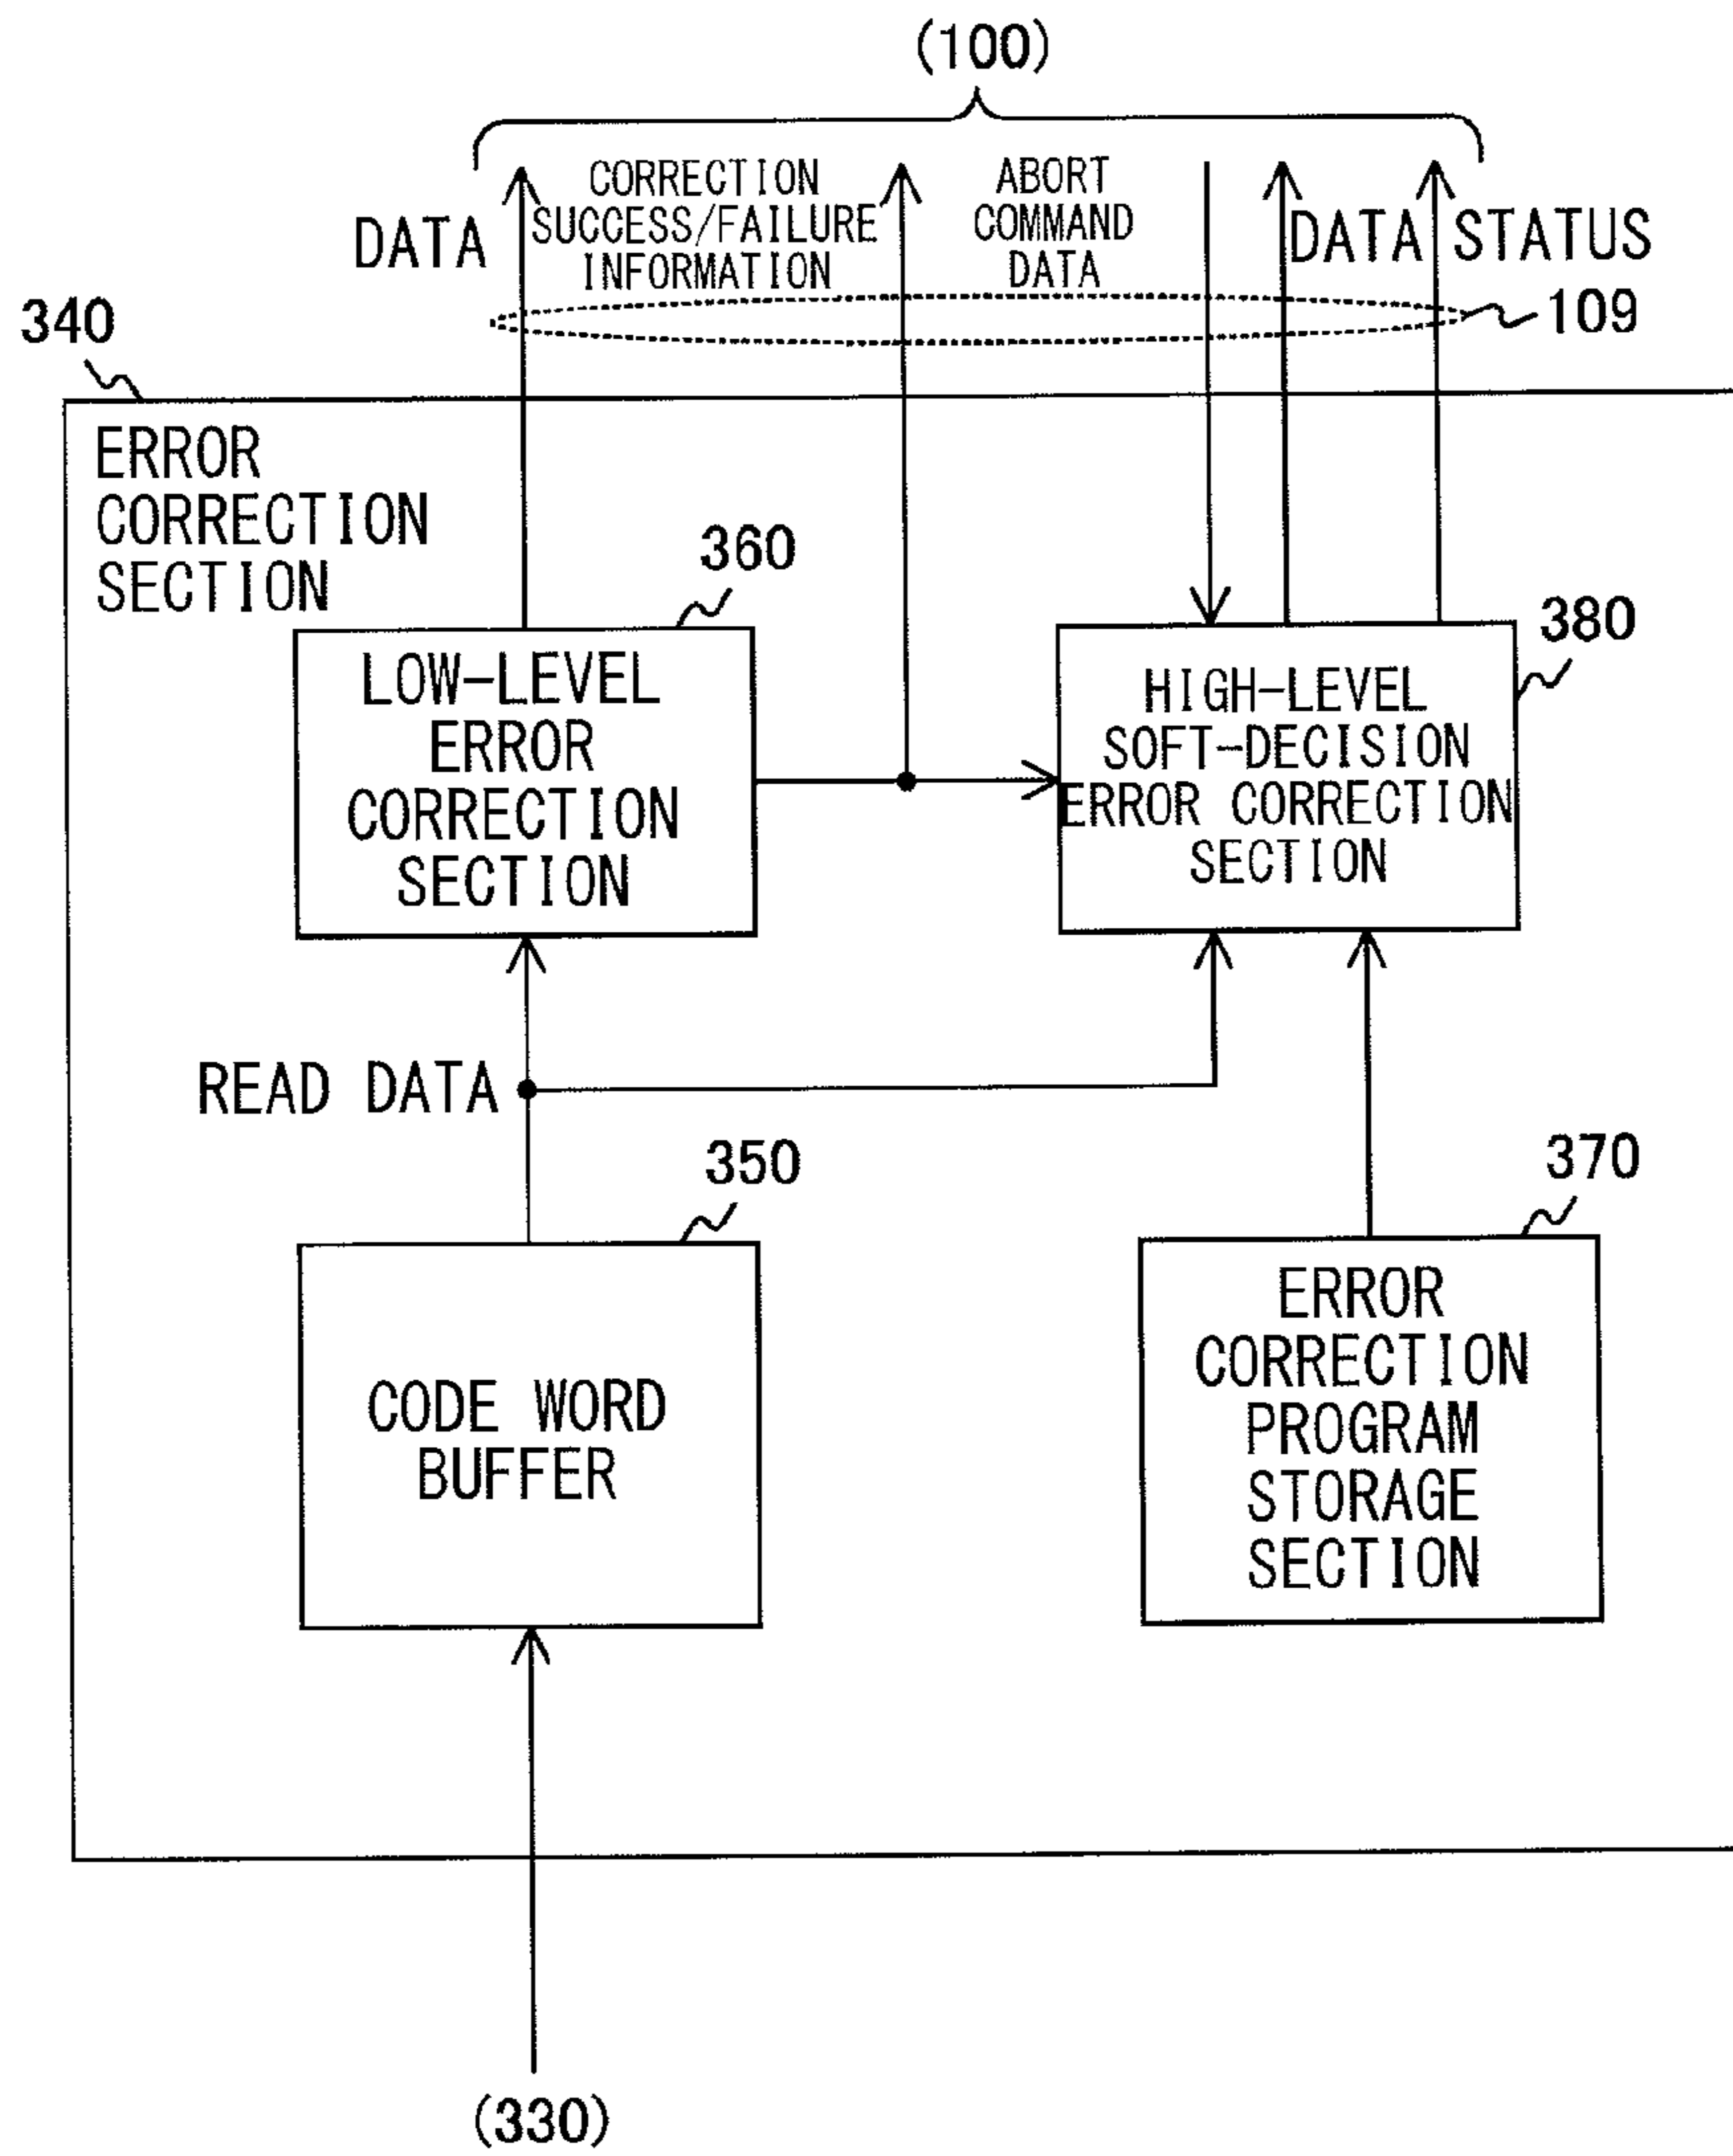 (100)
DATA
CORRECTION
SUCCESS/FAILURE
INFORMATION
ABORT
COMMAND
DATA
DATA
STATUS
109
340
ERROR
CORRECTION
SECTION
360
LOW-LEVEL
ERROR
CORRECTION
SECTION
380
HIGH-LEVEL
SOFT-DECISION
ERROR CORRECTION
SECTION
READ DATA
350
CODE WORD
BUFFER
370
ERROR
CORRECTION
PROGRAM
STORAGE
SECTION
(330)